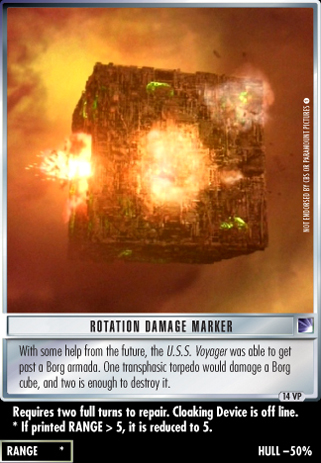 NOT ENDORSED BY CBS OR PARAMOUNT PICTURES
ROTATION DAMAGE MARKER
With some help from the future, the U.S.S. Voyager was able to get
past a Borg armada. One transphasic torpedo would damage a Borg
cube, and two is enough to destroy it.
14 VP
Requires two full turns to repair. Cloaking Device is off line.
* If printed RANGE > 5, it is reduced to 5.
RANGE *
HULL –50%